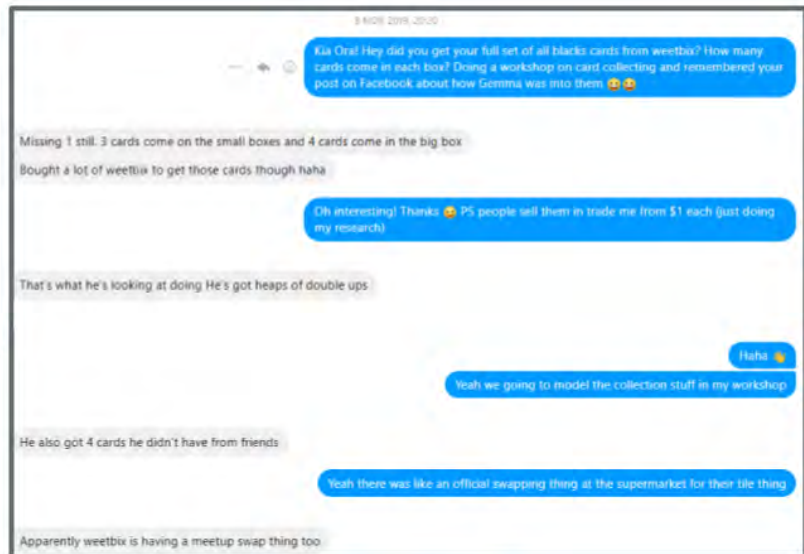 2019, 20:20
Kia Ora! Hey did you get your full set of all blacks cards from weetbix? How many
cards come in each box? Doing a workshop on card collecting and remembered your
post on Facebook about how Gemma was into them 😆😆
Missing 1 still. 3 cards come on the small boxes and 4 cards come in the big box
Bought a lot of weetbix to get those cards though haha
Oh interesting! Thanks 😆 PS people sell them in trade me from $1 each (just doing
my research)
That's what he's looking at doing He's got heaps of double ups
Haha 👏
Yeah we going to model the collection stuff in my workshop
He also got 4 cards he didn't have from friends
Yeah there was like an official swapping thing at the supermarket for their tile thing
Apparently weetbix is having a meetup swap thing too